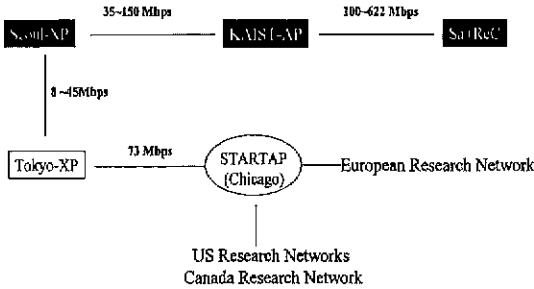 35~150 Mbps
100~622 Mbps
Seoul-XP
KAIST-AP
SaTReC
8~45Mbps
73 Mbps
Tokyo-XP
STARTAP
(Chicago)
European Research Network
US Research Networks
Canada Research Network